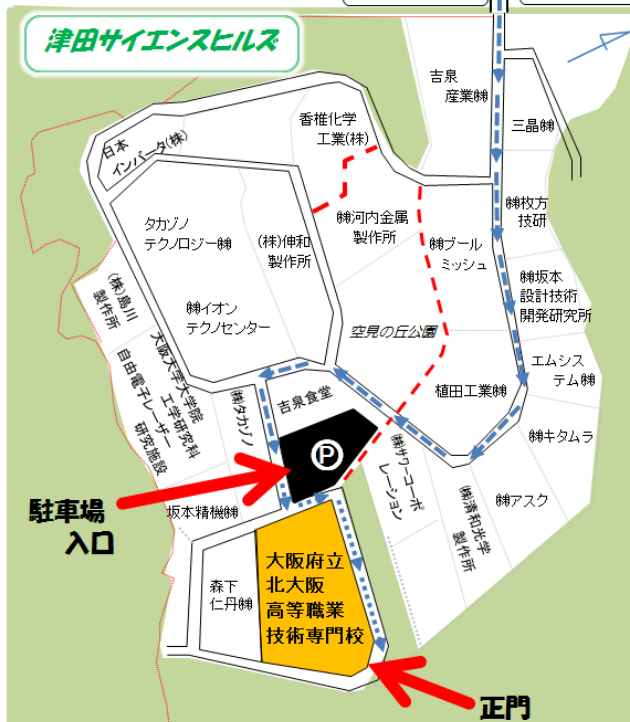 津田サイエンスヒルズ
吉泉
産業㈱
三晶㈱
香椎化学
工業(株)
日本
インバータ(株)
㈱枚方
技研
㈱河内金属
製作所
㈱ブール
ミッシュ
タカゾノ
テクノロジー㈱
(株)伸和
製作所
㈱坂本
設計技術
開発研究所
(株)島川
製作所
㈱イオン
テクノセンター
空見の丘公園
大阪大学大学院
工学研究科
自由電子レーザー
研究施設
エムシス
テム㈱
植田工業㈱
㈱タカゾノ
吉泉食堂
㈱キタムラ
P
㈱サワーコーポ
レーション
㈱清和光学
製作所
㈱アスク
駐車場
入口
坂本精機㈱
大阪府立
北大阪
高等職業
技術専門校
森下
仁丹㈱
正門